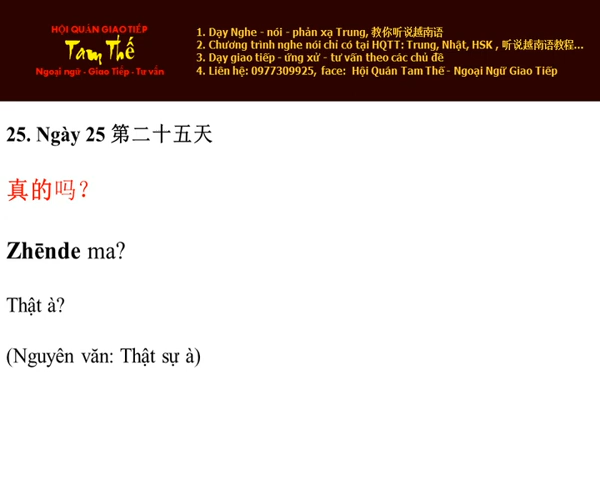 HỘI QUÁN GIAO TIẾP
Tam Thế
Ngoại ngữ - Giao Tiếp - Tư vấn
1. Dạy Nghe - nói - phản xạ Trung, 教你听说越南语
2. Chương trình nghe nói chỉ có tại HQTT: Trung, Nhật, HSK , 听说越南语教程...
3. Dạy giao tiếp - ứng xử - tư vấn theo các chủ đề
4. Liên hệ: 0977309925, face: Hội Quán Tam Thế - Ngoại Ngữ Giao Tiếp
25. Ngày 25 第二十五天
真的吗?
Zhēnde ma?
Thật à?
(Nguyên văn: Thật sự à)